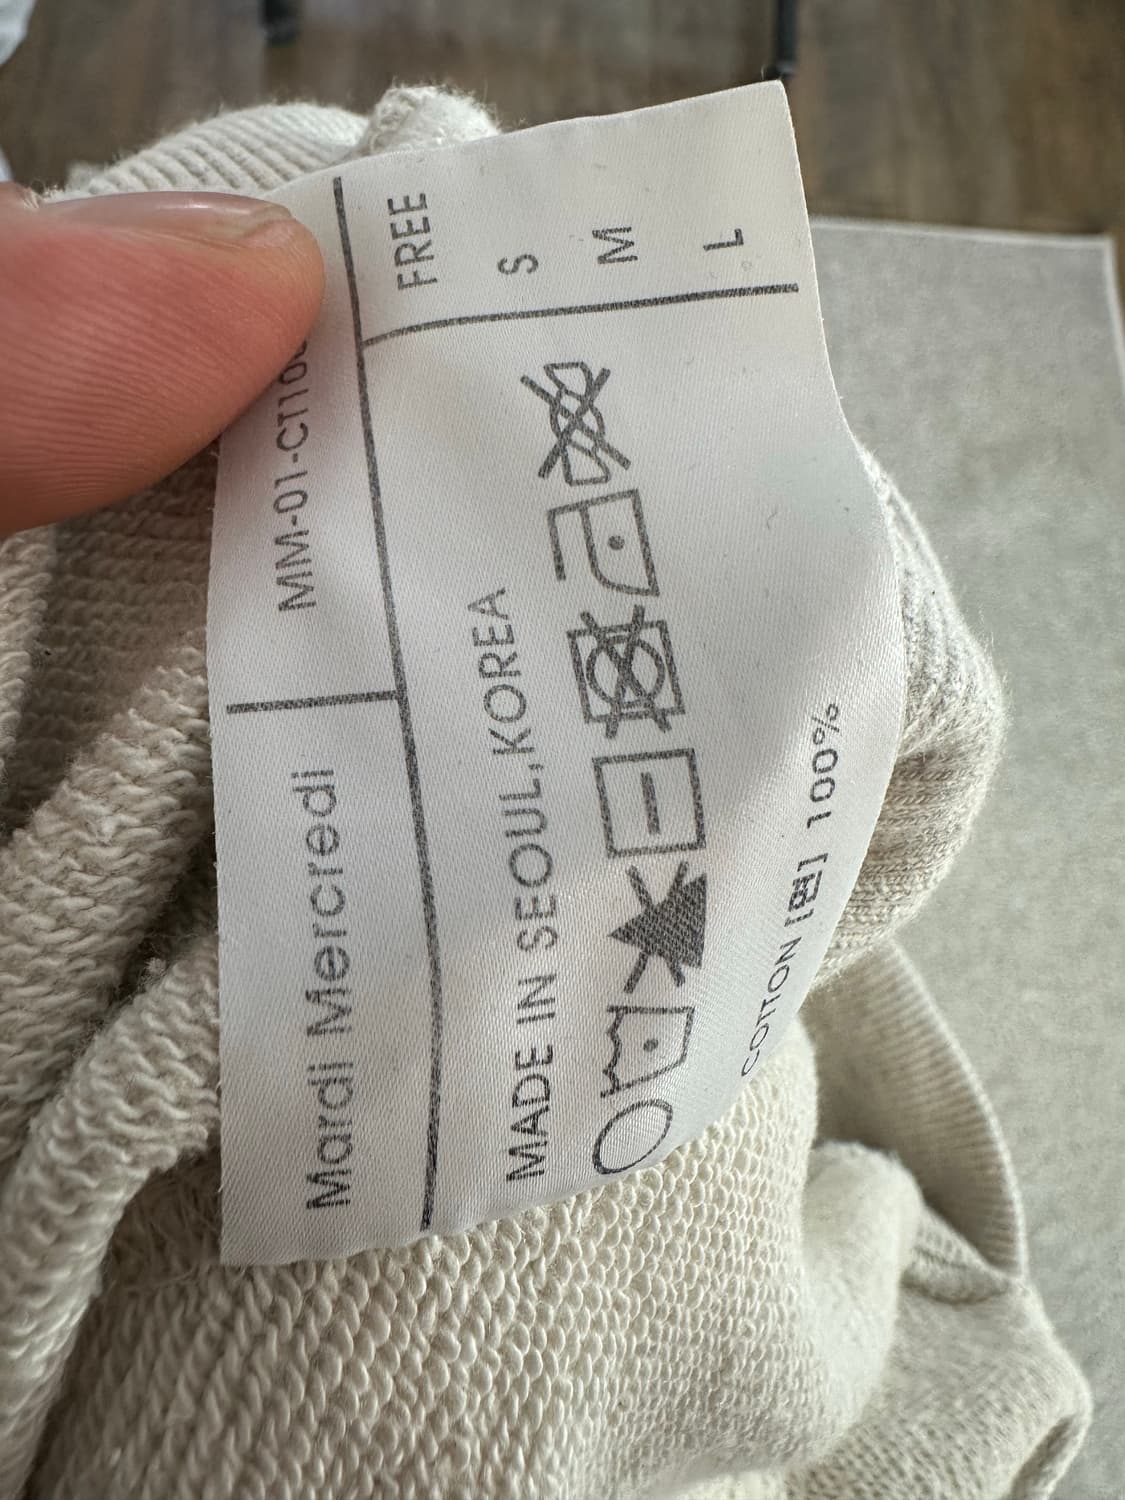 Mardi Mercredi
MM-01-CT10
MADE IN SEOUL,KOREA
COTTON [면] 100%
FREE
S
M
L